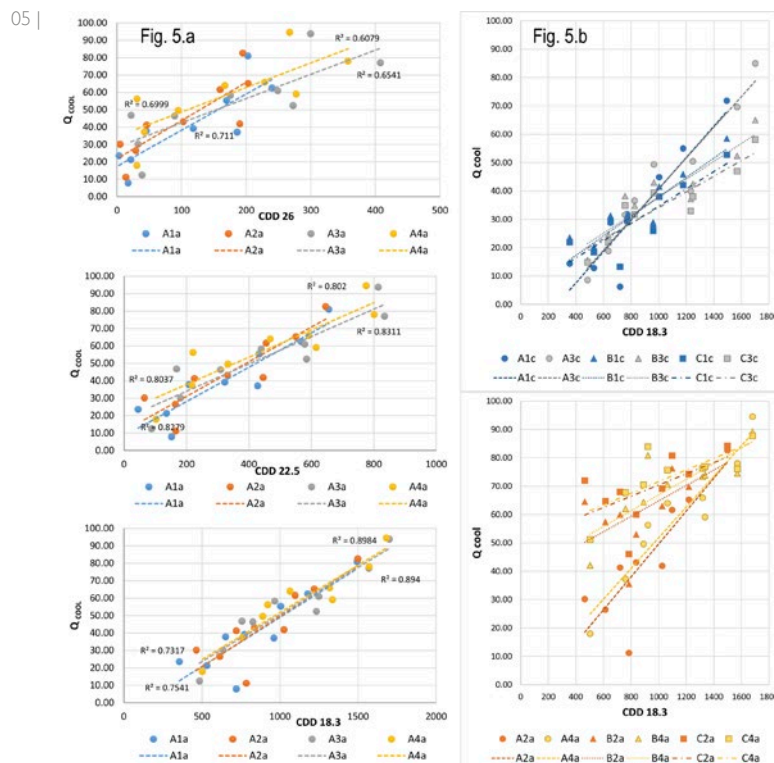 05 |
Fig. 5.a
Q COOL
100.00
90.00
80.00
70.00
60.00
50.00
40.00
30.00
20.00
10.00
0.00
R² = 0.6079
R² = 0.6541
R² = 0.6999
R² = 0.711
0 100 200 300 400 500
CDD 26
A1a A2a A3a A4a
A1a A2a A3a A4a
Q COOL
100.00
90.00
80.00
70.00
60.00
50.00
40.00
30.00
20.00
10.00
0.00
R² = 0.802
R² = 0.8311
R² = 0.8037
R² = 0.8279
0 200 400 600 800 1000
CDD 22.5
A1a A2a A3a A4a
A1a A2a A3a A4a
Q COOL
100.00
90.00
80.00
70.00
60.00
50.00
40.00
30.00
20.00
10.00
0.00
R² = 0.8984
R² = 0.894
R² = 0.7317
R² = 0.7541
0 500 1000 1500 2000
CDD 18.3
A1a A2a A3a A4a
A1a A2a A3a A4a
Fig. 5.b
Q cool
100.00
90.00
80.00
70.00
60.00
50.00
40.00
30.00
20.00
10.00
0.00
0 200 400 600 800 1000 1200 1400 1600 1800
CDD 18.3
A1c A3c B1c B3c C1c C3c
A1c A3c B1c B3c C1c C3c
Q cool
100.00
90.00
80.00
70.00
60.00
50.00
40.00
30.00
20.00
10.00
0.00
0 200 400 600 800 1000 1200 1400 1600 1800
CDD 18.3
A2a A4a B2a B4a C2a C4a
A2a A4a B2a B4a C2a C4a